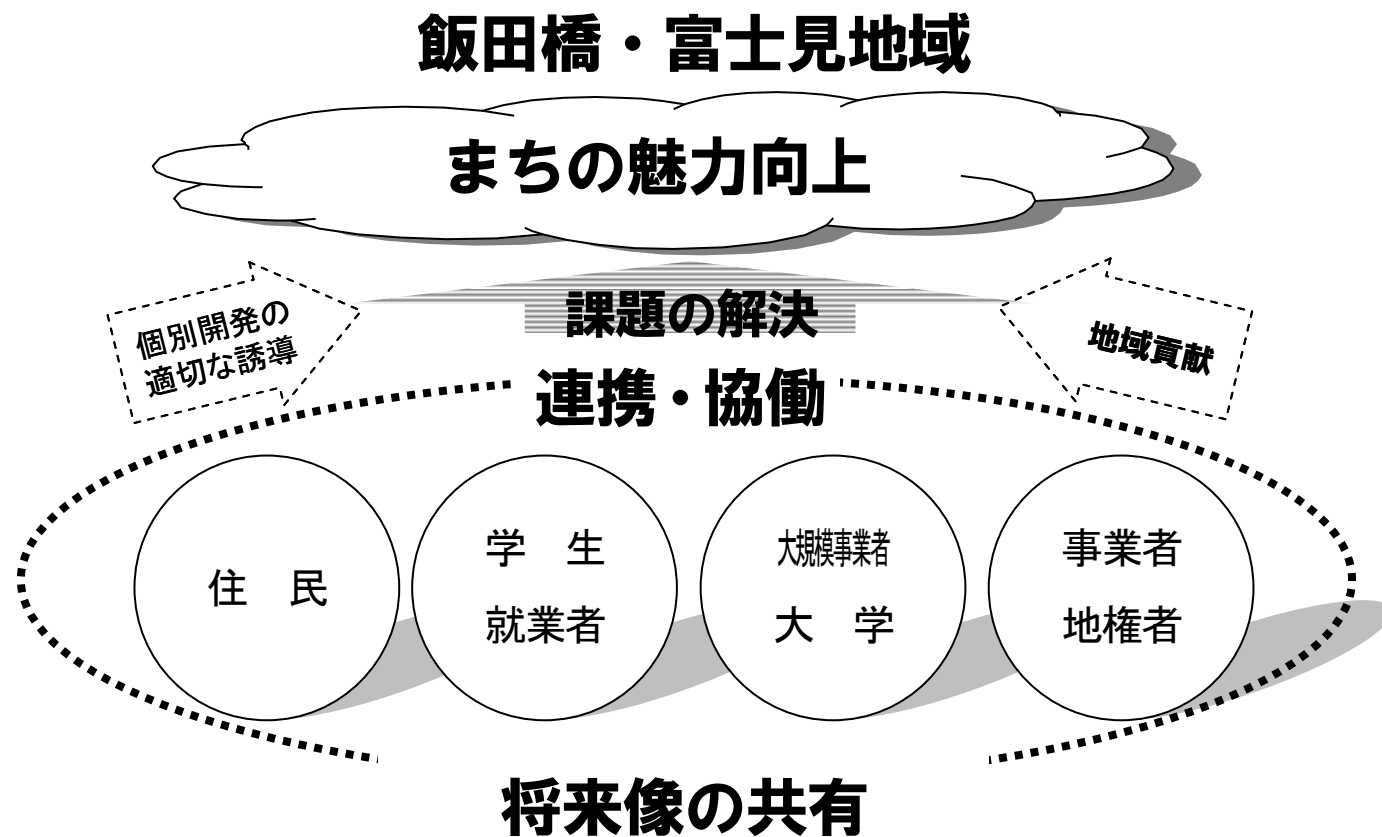 飯田橋・富士見地域
まちの魅力向上
課題の解決
個別開発の
適切な誘導
地域貢献
連携・協働
住　民
学　生
就業者
大規模事業者
大　学
事業者
地権者
将来像の共有